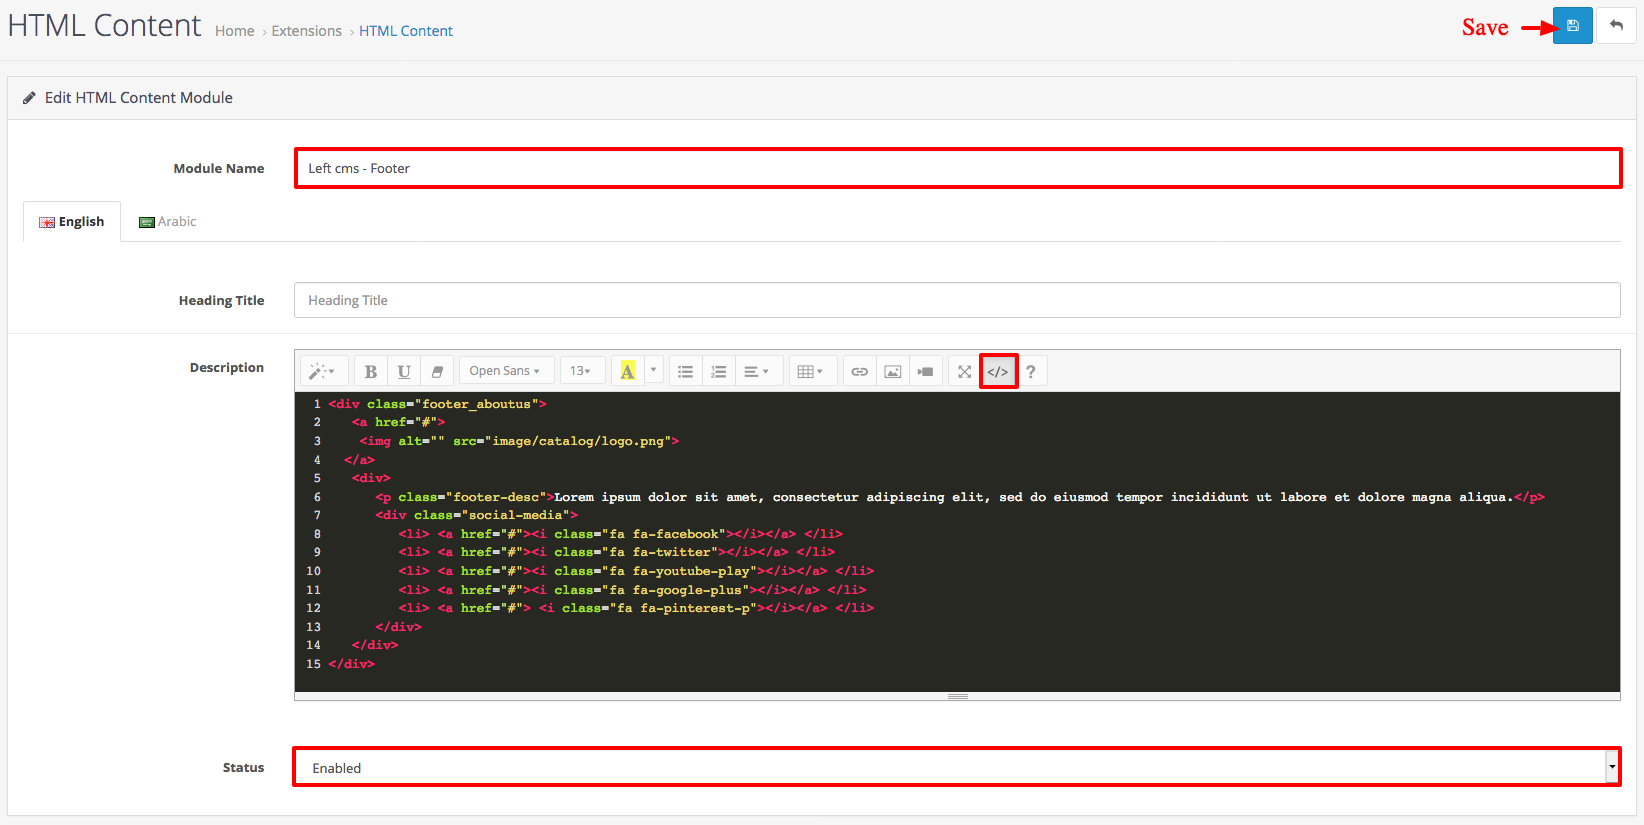 HTML Content Home › Extensions › HTML Content Save
Edit HTML Content Module
Module Name Left cms - Footer
English Arabic
Heading Title Heading Title
Description
B U Open Sans 13 A </> ?
1 <div class="footer_aboutus">
2 <a href="#">
3 <img alt="" src="image/catalog/logo.png">
4 </a>
5 <div>
6 <p class="footer-desc">Lorem ipsum dolor sit amet, consectetur adipiscing elit, sed do eiusmod tempor incididunt ut labore et dolore magna aliqua.</p>
7 <div class="social-media">
8 <li> <a href="#"><i class="fa fa-facebook"></i></a> </li>
9 <li> <a href="#"><i class="fa fa-twitter"></i></a> </li>
10 <li> <a href="#"><i class="fa fa-youtube-play"></i></a> </li>
11 <li> <a href="#"><i class="fa fa-google-plus"></i></a> </li>
12 <li> <a href="#"> <i class="fa fa-pinterest-p"></i></a> </li>
13 </div>
14 </div>
15 </div>
Status Enabled